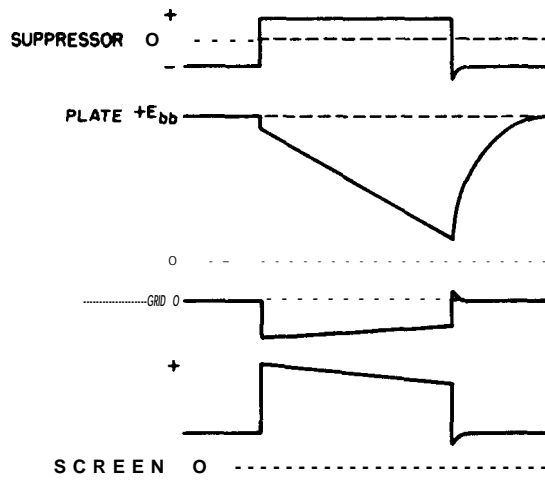 +
SUPPRESSOR O
-
PLATE +Ebb
O
GRID O
+
SCREEN O